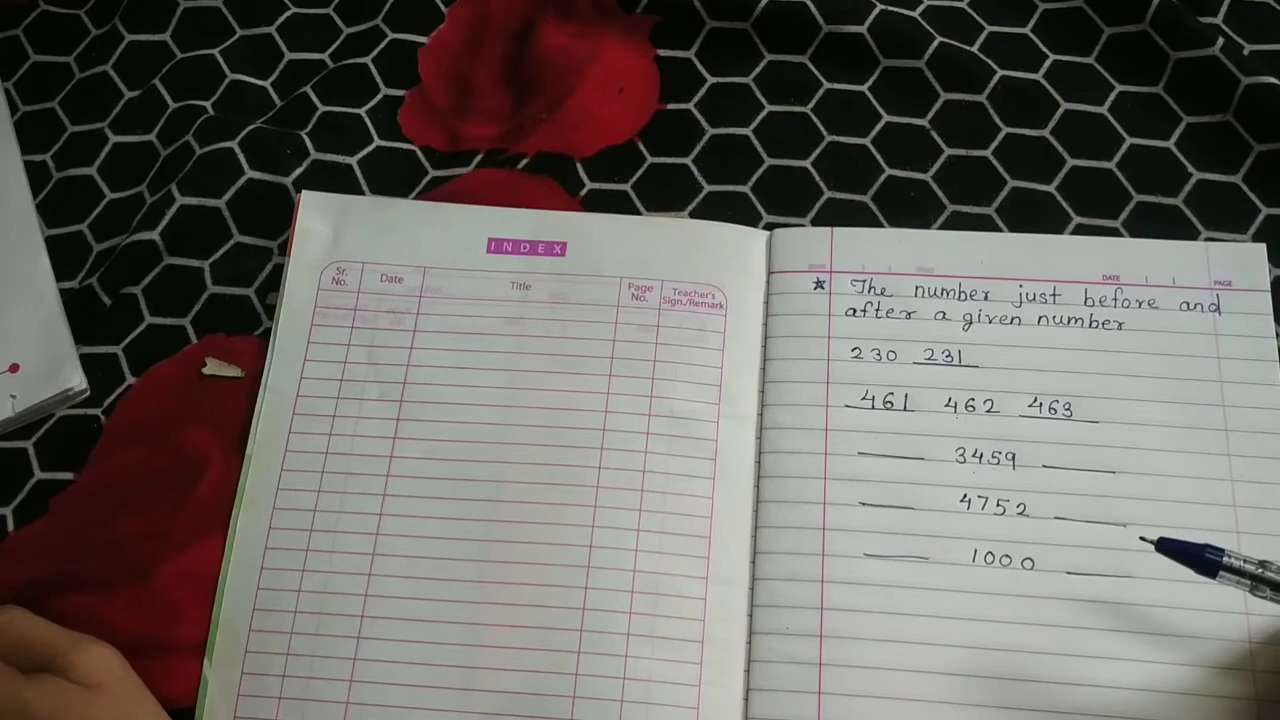 INDEX
Sr. No. Date Title Page No. Teacher's Sign./Remark
DATE PAGE
* The number just before and
after a given number
230 231
461 462 463
3459
4752
1000